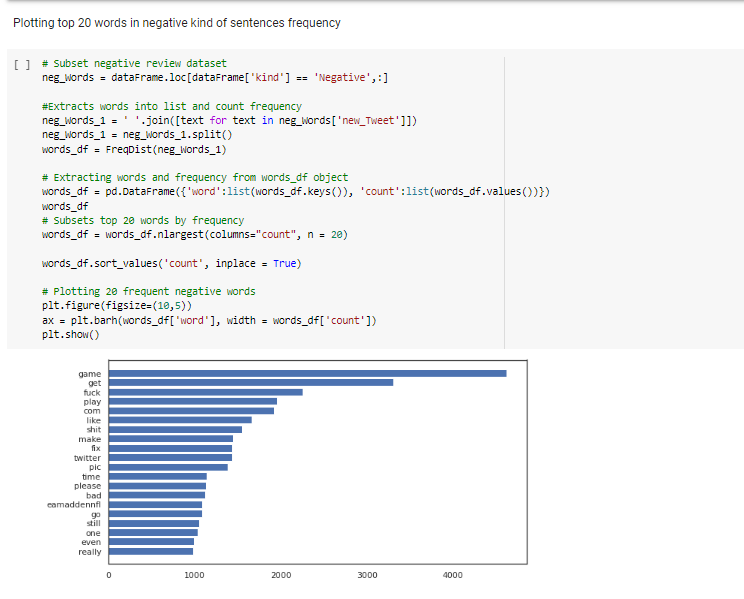 Plotting top 20 words in negative kind of sentences frequency
[ ] # Subset negative review dataset
neg_Words = dataFrame.loc[dataFrame['kind'] == 'Negative',:]
#Extracts words into list and count frequency
neg_Words_1 = ' '.join([text for text in neg_Words['new_Tweet']])
neg_Words_1 = neg_Words_1.split()
words_df = FreqDist(neg_Words_1)
# Extracting words and frequency from words_df object
words_df = pd.DataFrame({'word':list(words_df.keys()), 'count':list(words_df.values())})
words_df
# Subsets top 20 words by frequency
words_df = words_df.nlargest(columns="count", n = 20)
words_df.sort_values('count', inplace = True)
# Plotting 20 frequent negative words
plt.figure(figsize=(10,5))
ax = plt.barh(words_df['word'], width = words_df['count'])
plt.show()
game
get
fuck
play
com
like
shit
make
fix
twitter
pic
time
please
bad
eamaddennfl
go
still
one
even
really
0 1000 2000 3000 4000